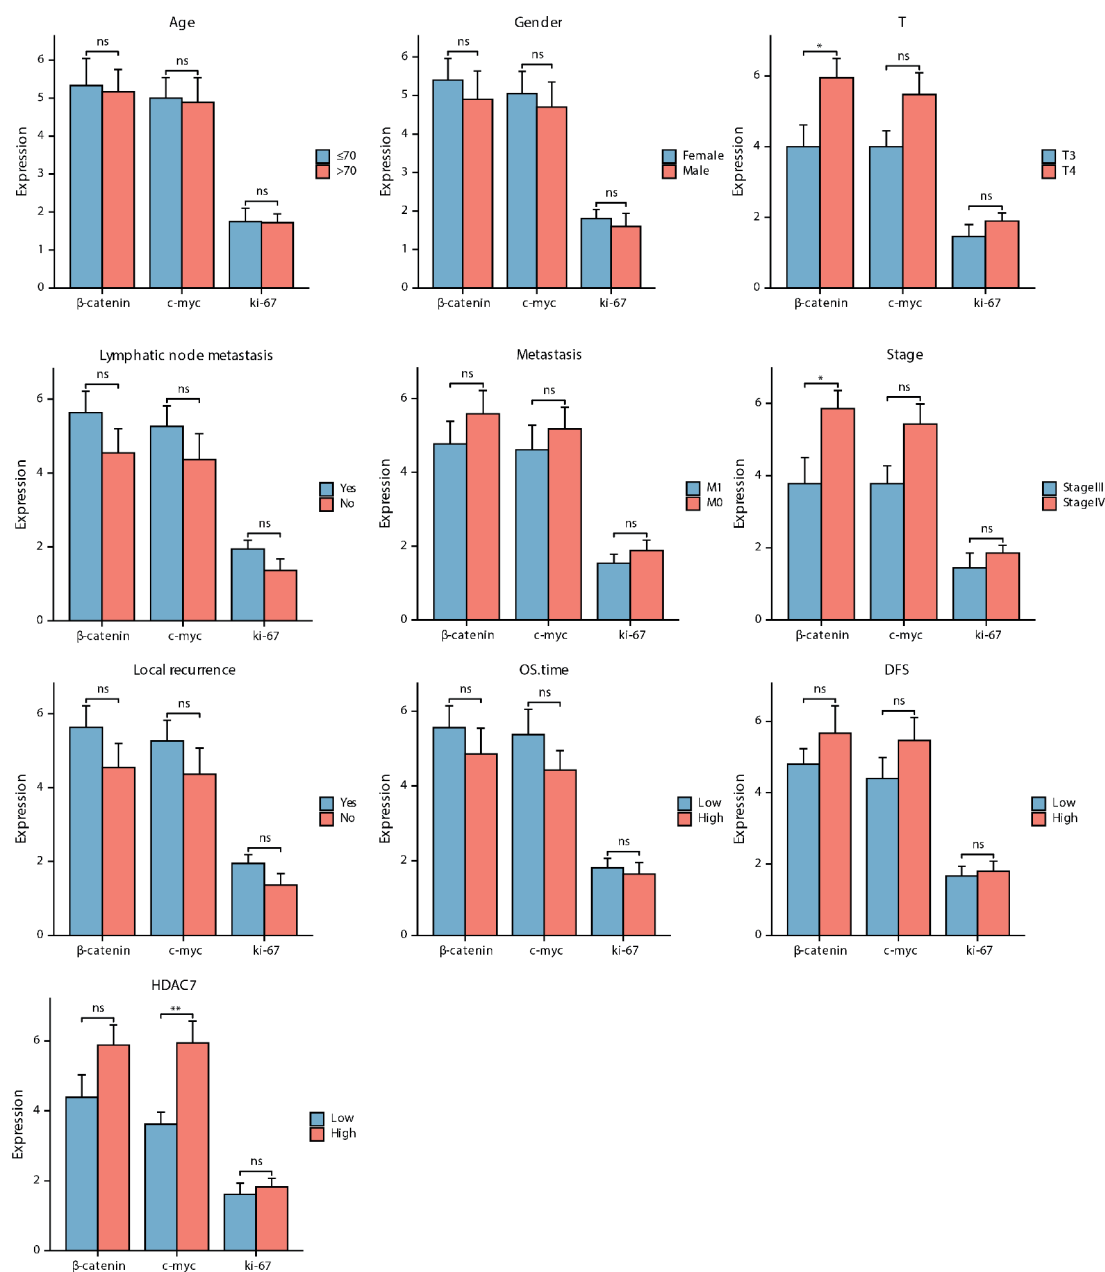 Age
Expression
6
5
4
3
2
1
0
ns
ns
ns
β-catenin
c-myc
ki-67
≤70
>70
Gender
Expression
6
5
4
3
2
1
0
ns
ns
ns
β-catenin
c-myc
ki-67
Female
Male
T
Expression
6
4
2
0
*
ns
ns
β-catenin
c-myc
ki-67
T3
T4
Lymphatic node metastasis
Expression
6
4
2
0
ns
ns
ns
β-catenin
c-myc
ki-67
Yes
No
Metastasis
Expression
6
4
2
0
ns
ns
ns
β-catenin
c-myc
ki-67
M1
M0
Stage
Expression
6
4
2
0
*
ns
ns
β-catenin
c-myc
ki-67
StageIII
StageIV
Local recurrence
Expression
6
4
2
0
ns
ns
ns
β-catenin
c-myc
ki-67
Yes
No
OS.time
Expression
6
4
2
0
ns
ns
ns
β-catenin
c-myc
ki-67
Low
High
DFS
Expression
6
4
2
0
ns
ns
ns
β-catenin
c-myc
ki-67
Low
High
HDAC7
Expression
6
4
2
0
ns
**
ns
β-catenin
c-myc
ki-67
Low
High